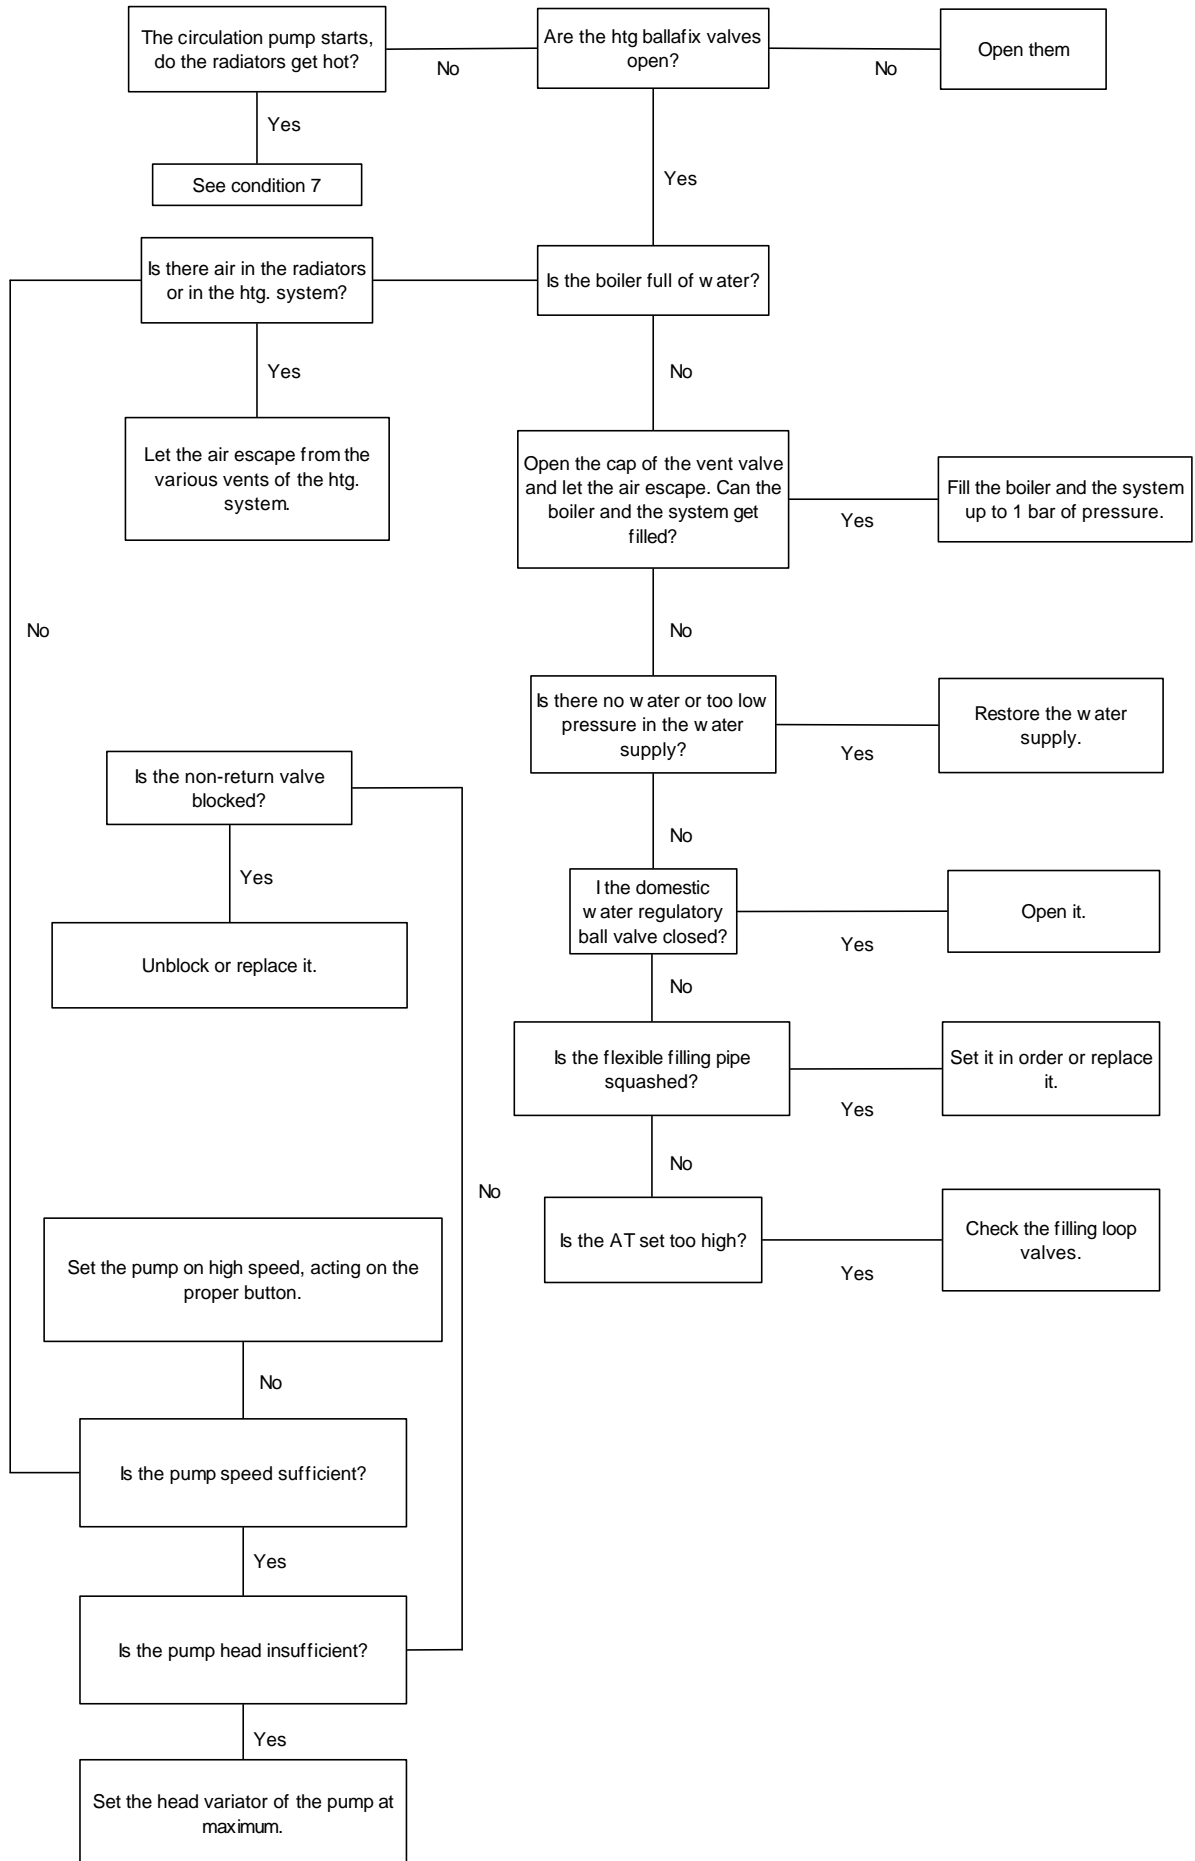 The circulation pump starts,
do the radiators get hot?
No
Are the htg ballafix valves
open?
No
Open them
Yes
See condition 7
Yes
Is there air in the radiators
or in the htg. system?
Is the boiler full of water?
Yes
No
Let the air escape from the
various vents of the htg.
system.
Open the cap of the vent valve
and let the air escape. Can the
boiler and the system get
filled?
Yes
Fill the boiler and the system
up to 1 bar of pressure.
No
No
Is there no water or too low
pressure in the water
supply?
Yes
Restore the water
supply.
Is the non-return valve
blocked?
No
Yes
I the domestic
water regulatory
ball valve closed?
Yes
Open it.
Unblock or replace it.
No
Is the flexible filling pipe
squashed?
Yes
Set it in order or replace
it.
No
No
Is the AT set too high?
Yes
Check the filling loop
valves.
Set the pump on high speed, acting on the
proper button.
No
Is the pump speed sufficient?
Yes
Is the pump head insufficient?
Yes
Set the head variator of the pump at
maximum.